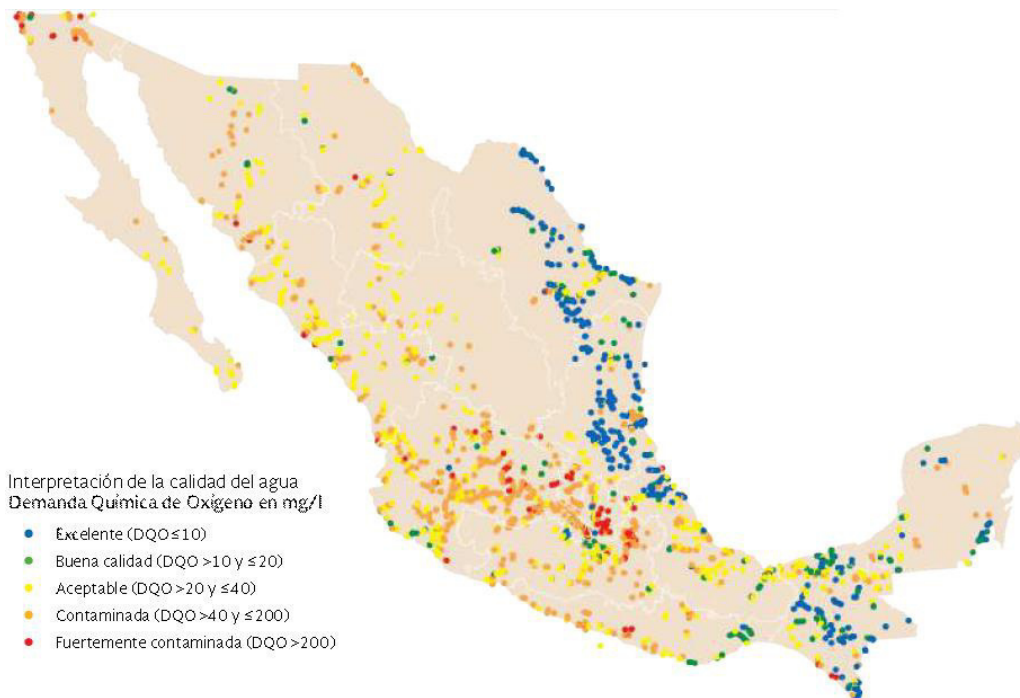 Interpretación de la calidad del agua
Demanda Química de Oxígeno en mg/l
Excelente (DQO≤10)
Buena calidad (DQO >10 y ≤20)
Aceptable (DQO >20 y ≤40)
Contaminada (DQO>40 y ≤200)
Fuertemente contaminada (DQO>200)